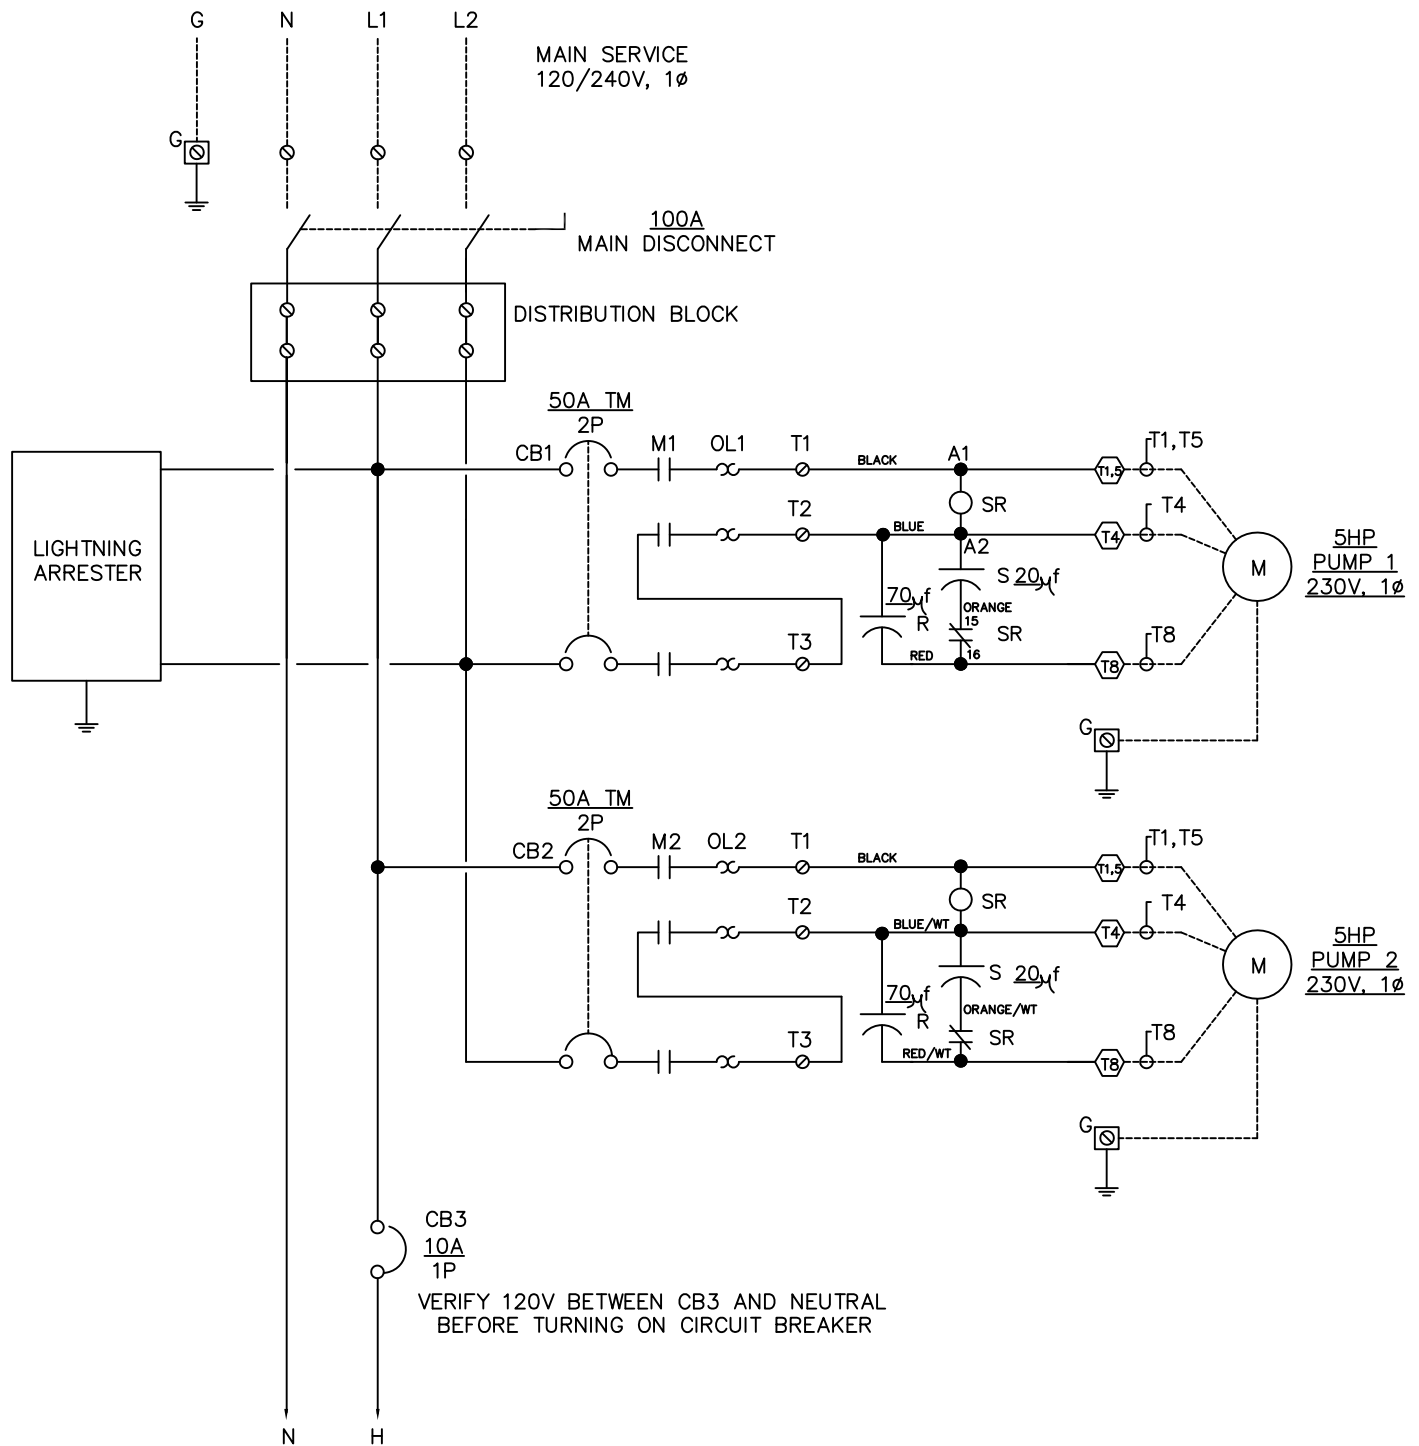 G
N
L1
L2
MAIN SERVICE
120/240V, 1ø
G
100A
MAIN DISCONNECT
DISTRIBUTION BLOCK
LIGHTNING
ARRESTER
50A TM
2P
CB1
M1
OL1
T1
BLACK
A1
T1,5
T1,T5
SR
T2
BLUE
A2
T4
T4
S
20µf
70µf
R
ORANGE
15
SR
16
T3
RED
T8
T8
M
5HP
PUMP 1
230V, 1ø
G
50A TM
2P
CB2
M2
OL2
T1
BLACK
T1,5
T1,T5
SR
T2
BLUE/WT
T4
T4
S
20µf
70µf
R
ORANGE/WT
SR
T3
RED/WT
T8
T8
M
5HP
PUMP 2
230V, 1ø
G
CB3
10A
1P
VERIFY 120V BETWEEN CB3 AND NEUTRAL
BEFORE TURNING ON CIRCUIT BREAKER
N
H